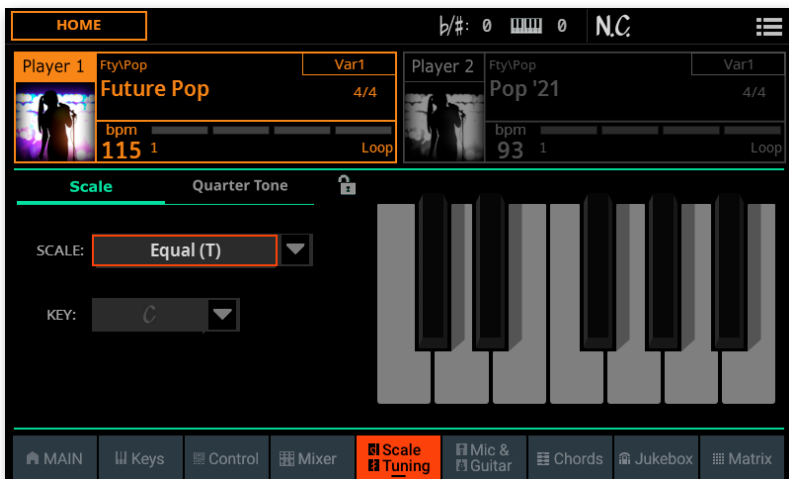 HOME
♭/#: 0 0 N.C.
Player 1 Fty\Pop Var1
Future Pop 4/4
bpm
115 1 Loop
Player 2 Fty\Pop Var1
Pop '21 4/4
bpm
93 1 Loop
Scale Quarter Tone
SCALE: Equal (T)
KEY: C
MAIN Keys Control Mixer Scale Tuning Mic & Guitar Chords Jukebox Matrix